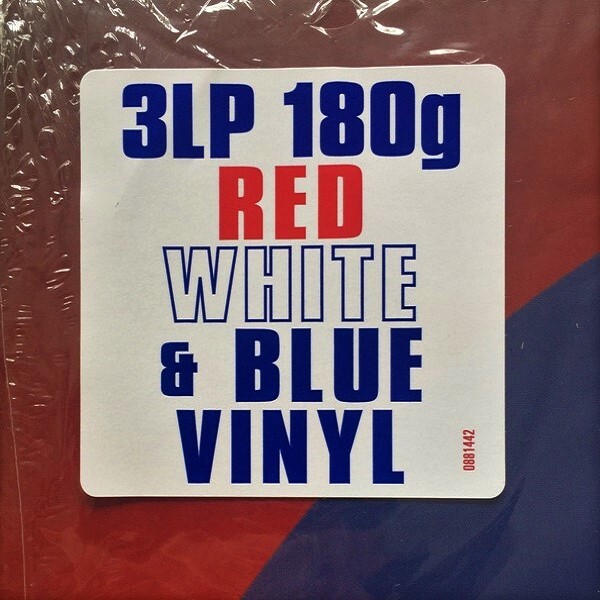 3LP 180g
RED
WHITE
& BLUE
VINYL
0881442